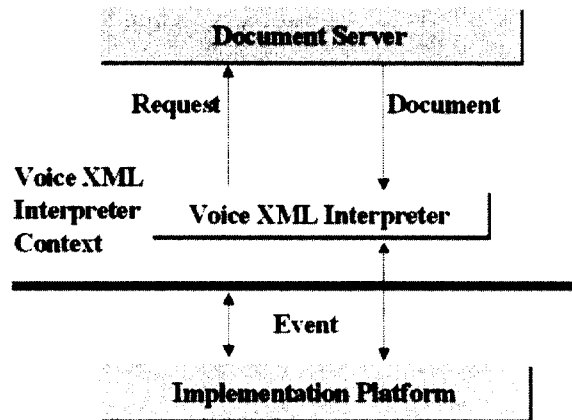 Document Server
Request
Document
Voice XML
Interpreter
Context
Voice XML Interpreter
Event
Implementation Platform